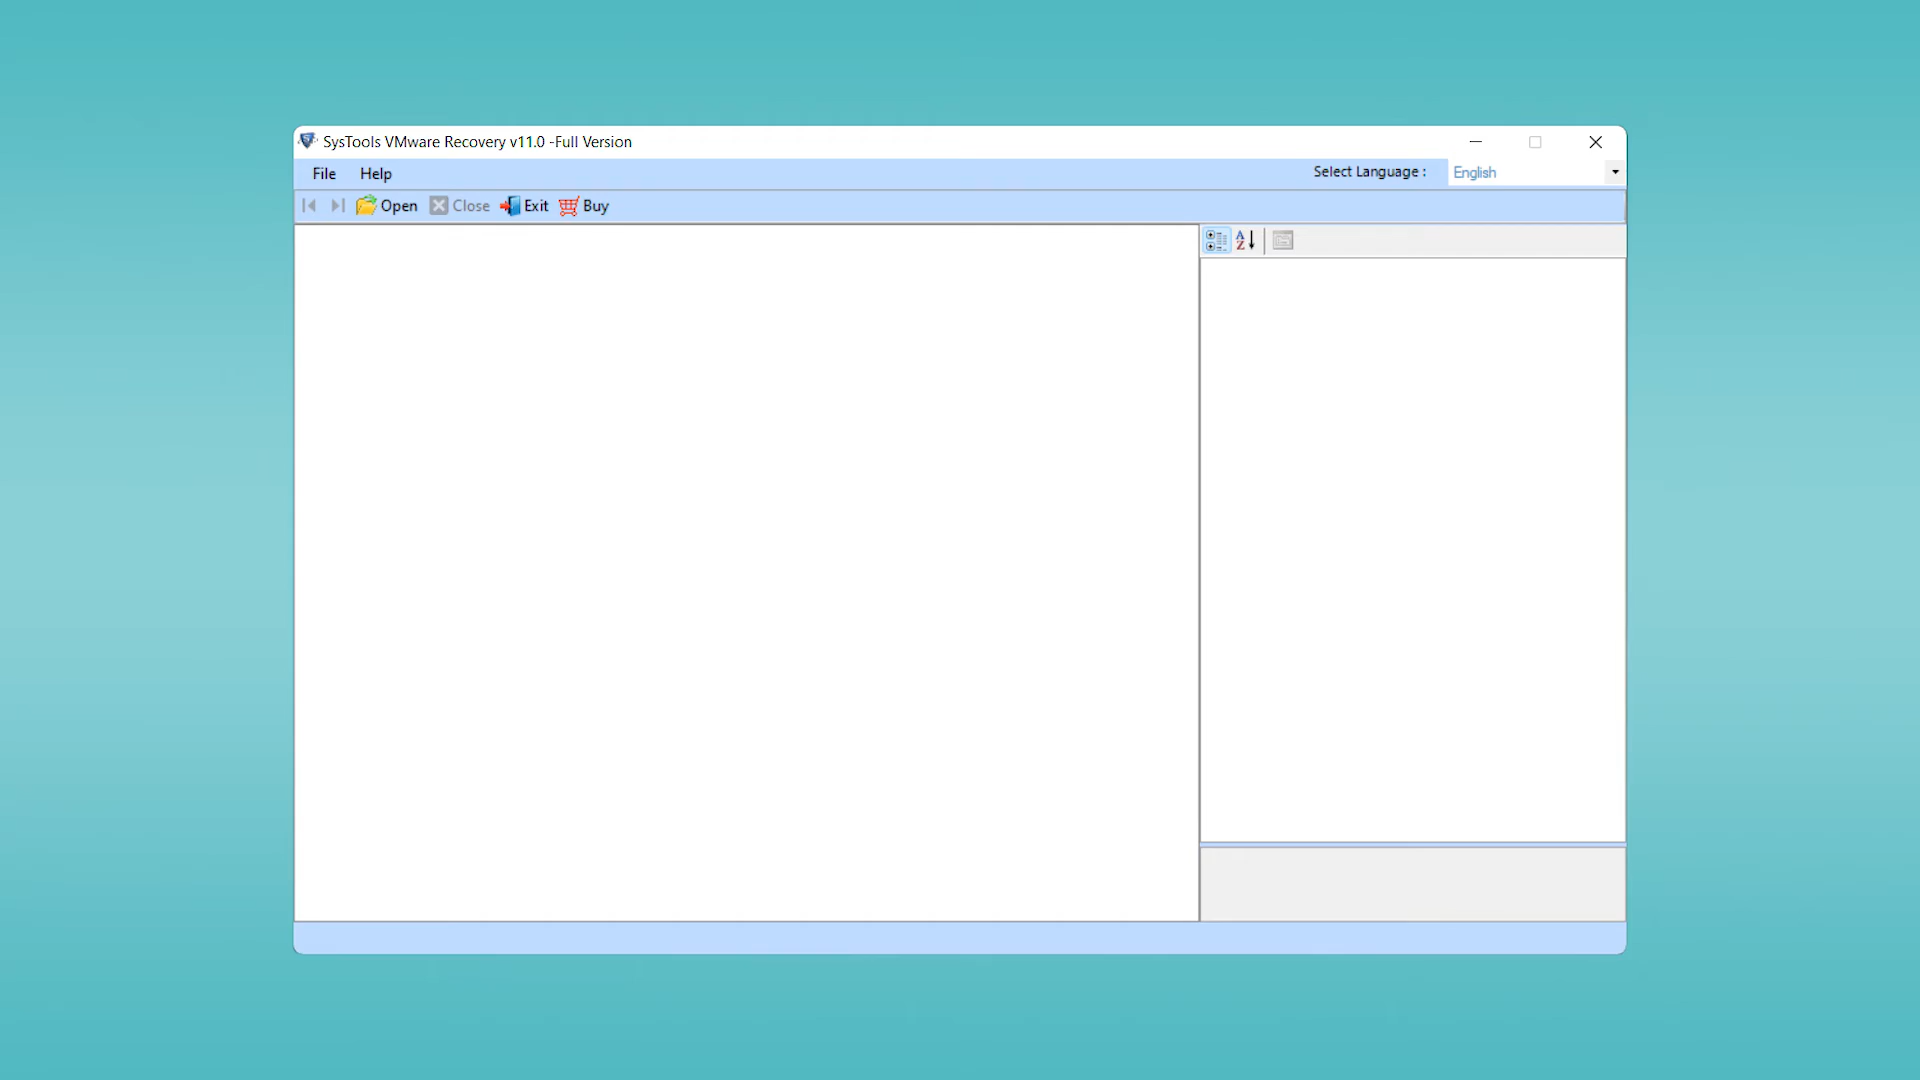 SysTools VMware Recovery v11.0 -Full Version
File Help Select Language : English
Open Close Exit Buy
A
Z